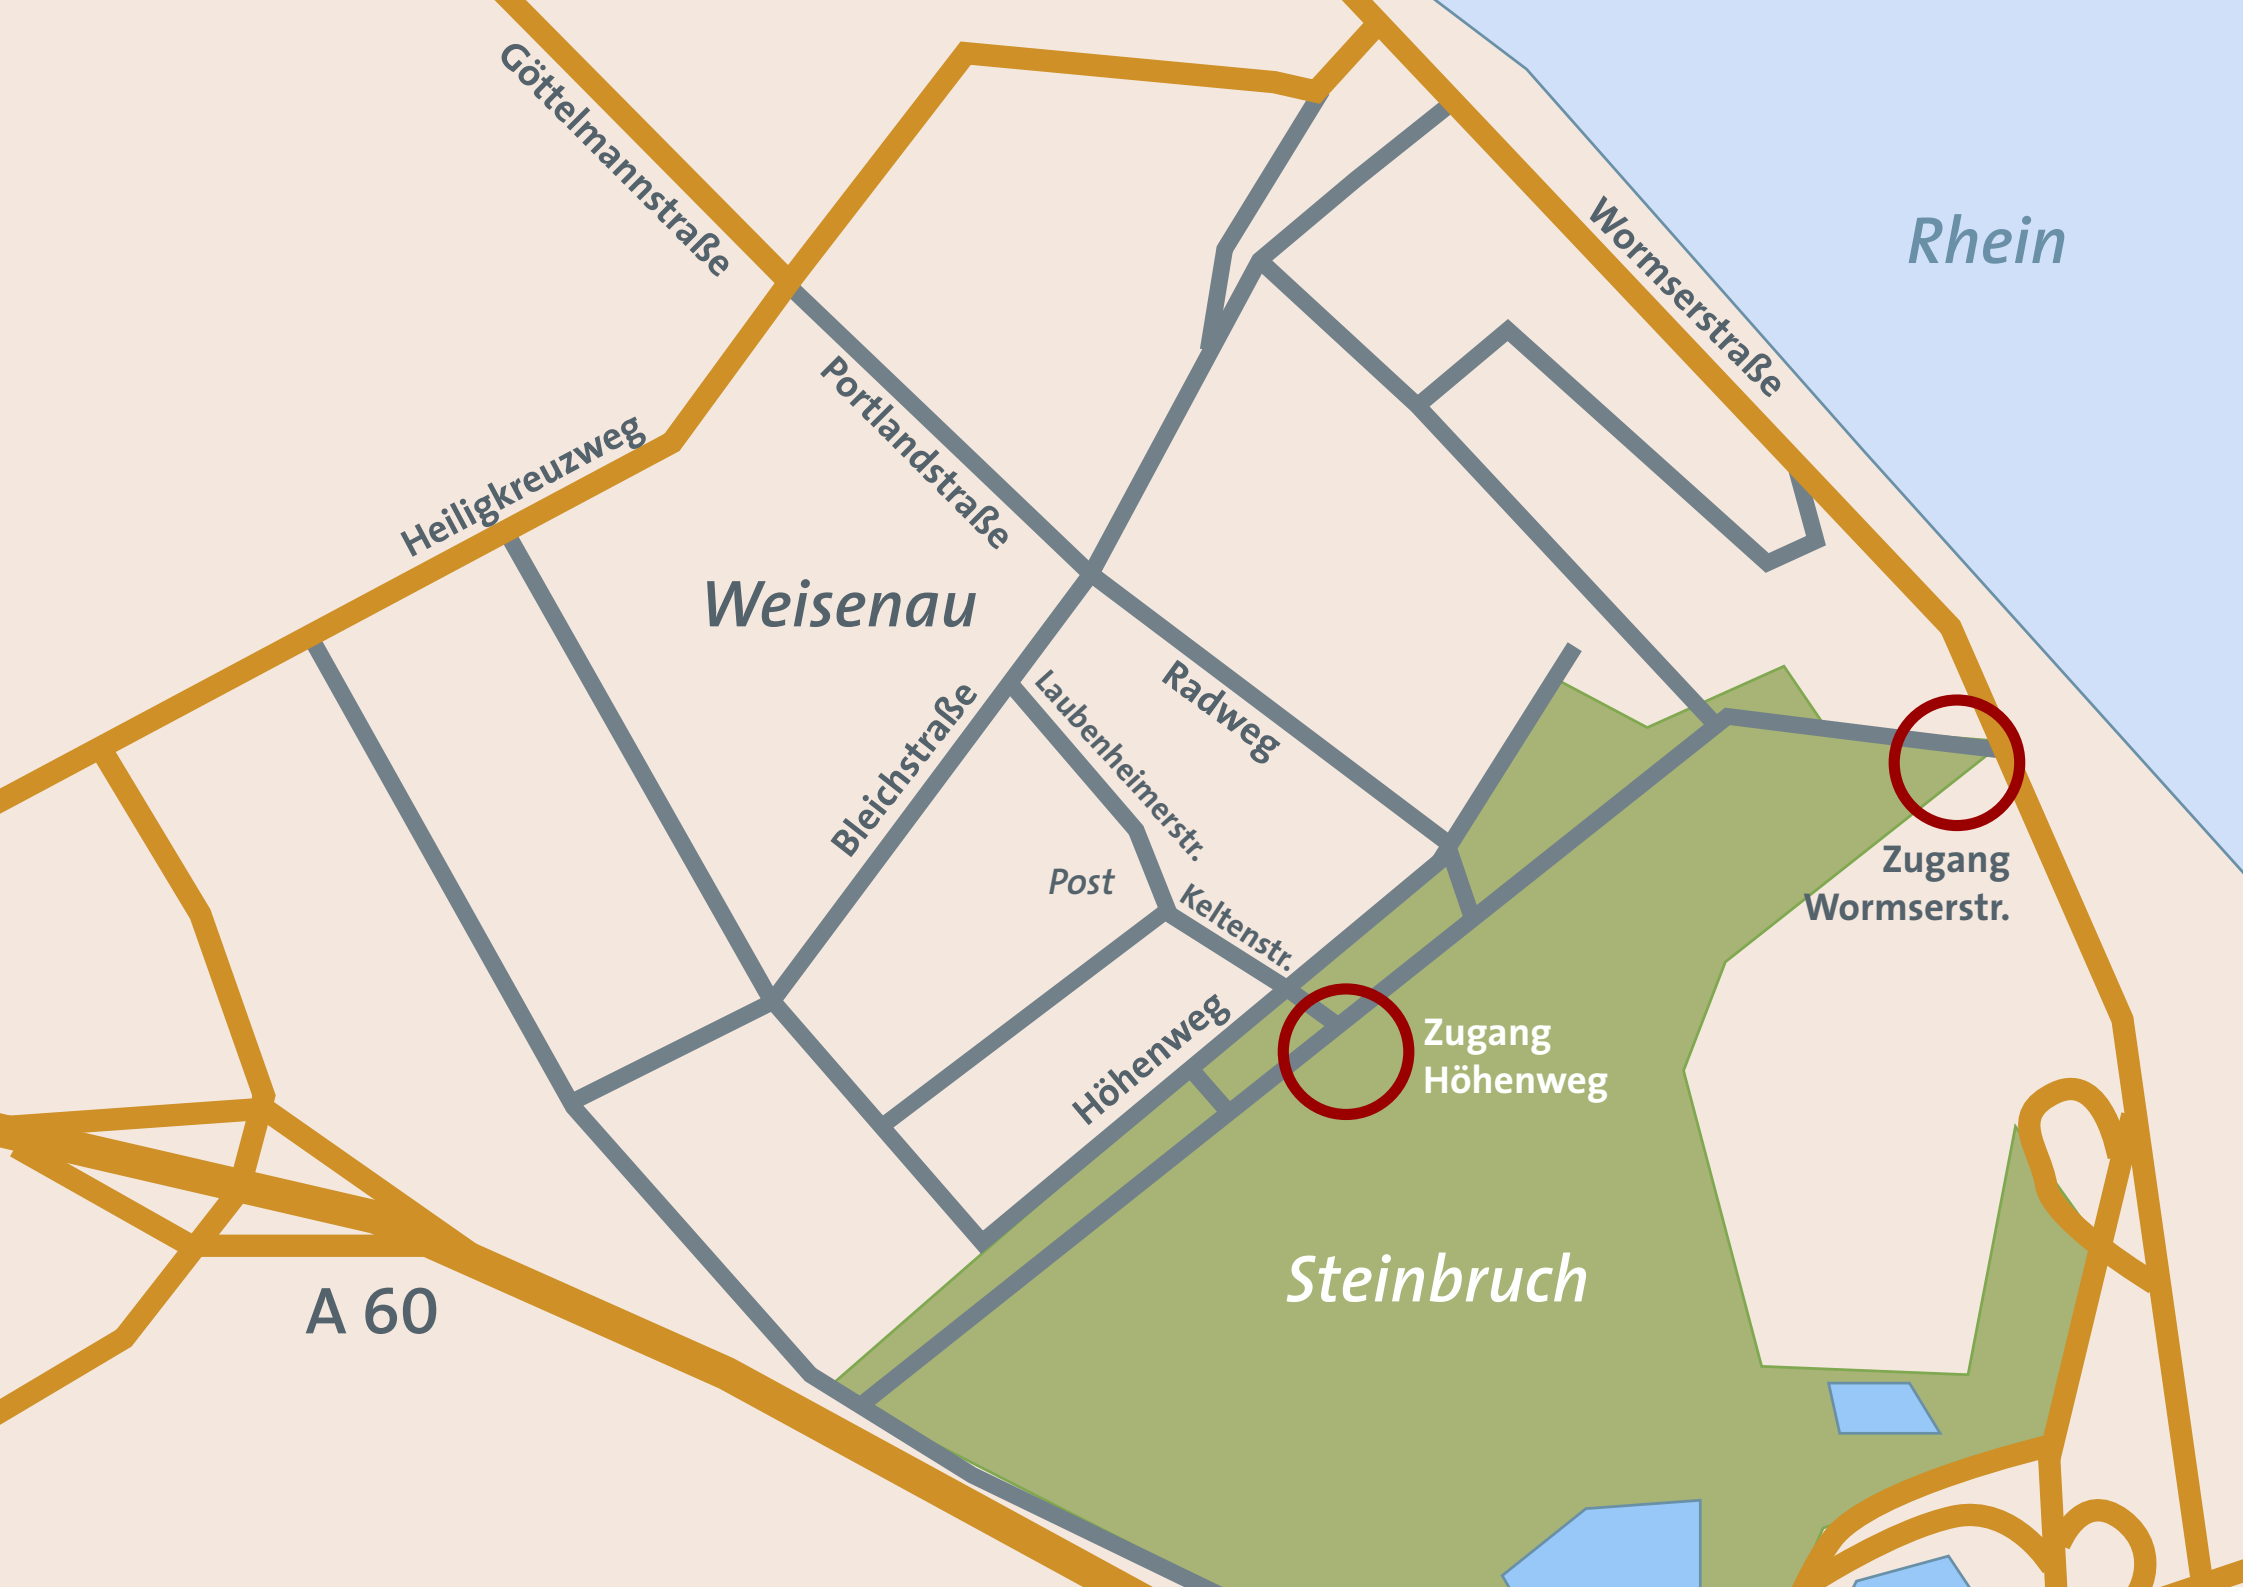 Göttelmannstraße
Wormserstraße
Rhein
Portlandstraße
Heiligkreuzweg
Weisenau
Radweg
Laubenheimerstr.
Bleichstraße
Post
Keltenstr.
Zugang
Wormserstr.
Höhenweg
Zugang
Höhenweg
Steinbruch
A 60